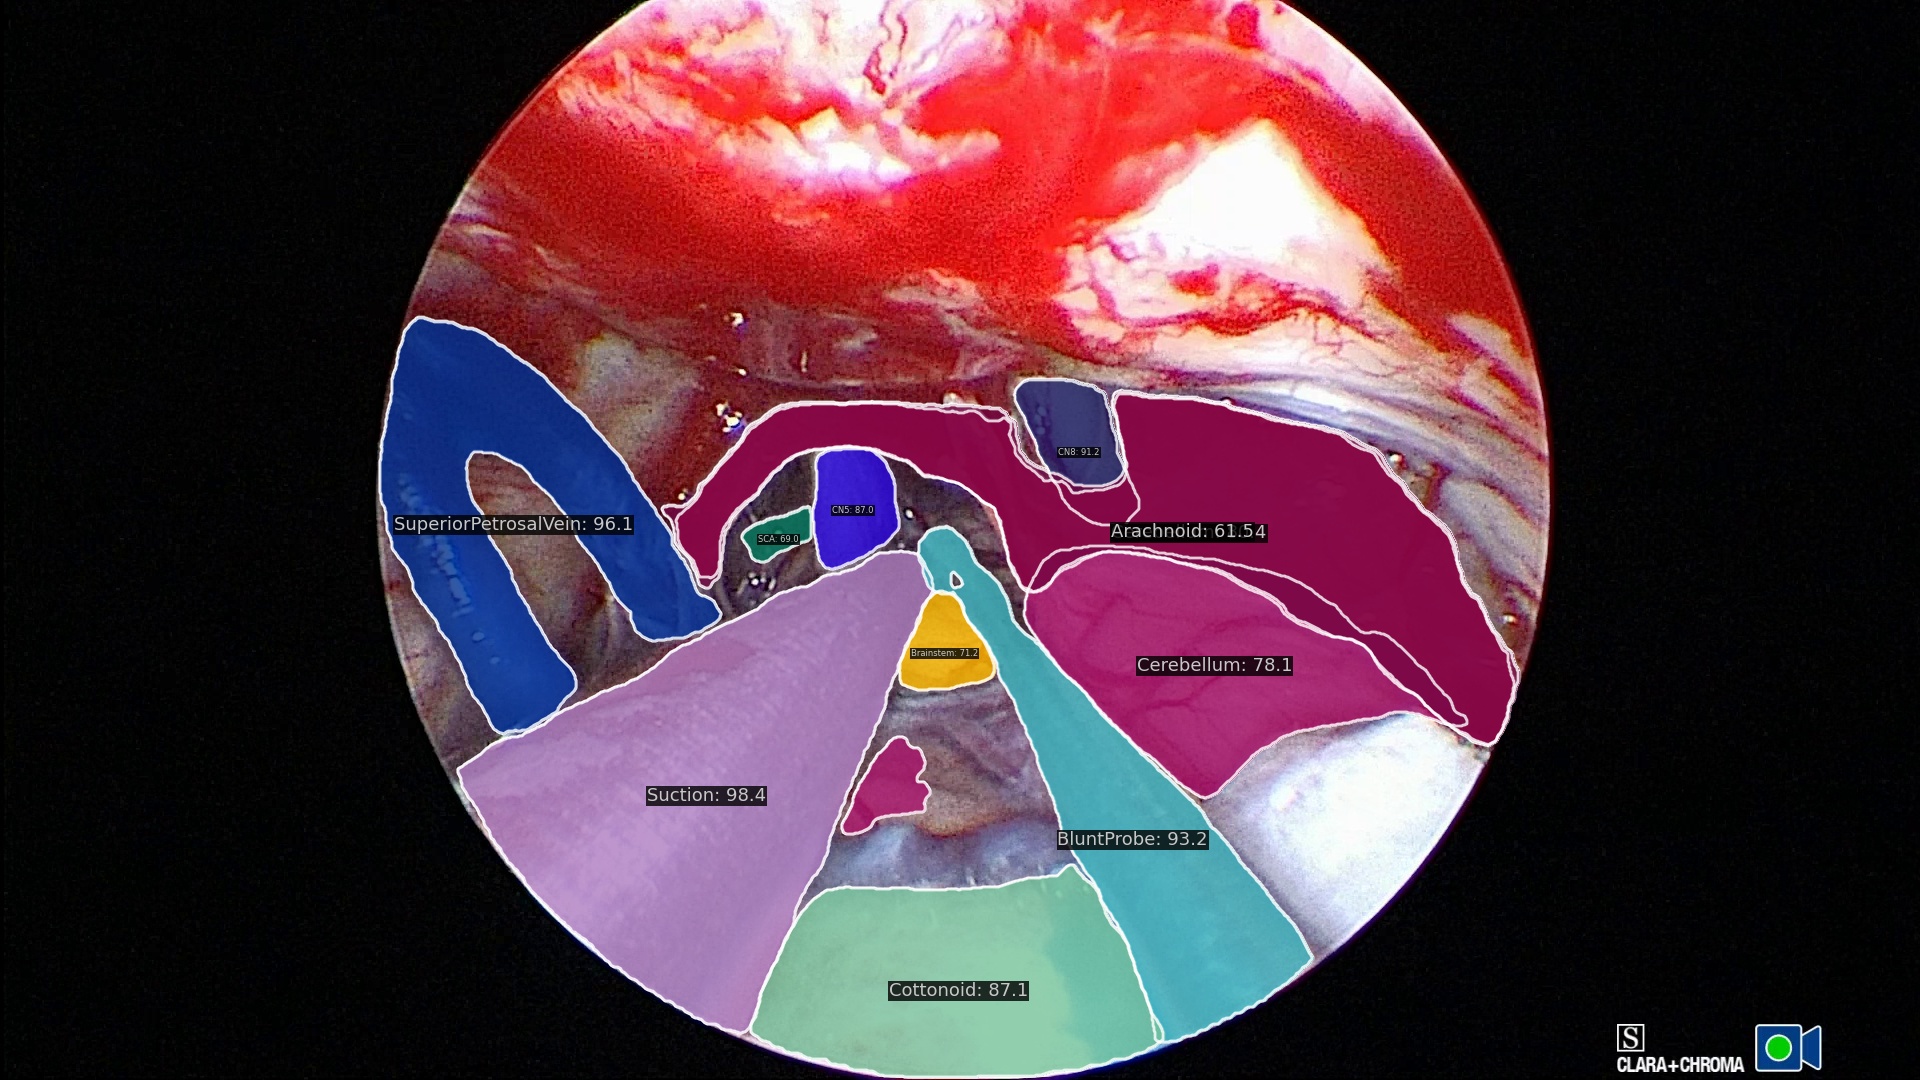 CN8: 91.2
CN5: 87.0
SuperiorPetrosalVein: 96.1
Arachnoid: 61.54
SCA: 69.0
Brainstem: 71.2
Cerebellum: 78.1
Suction: 98.4
BluntProbe: 93.2
Cottonoid: 87.1
S
CLARA+CHROMA